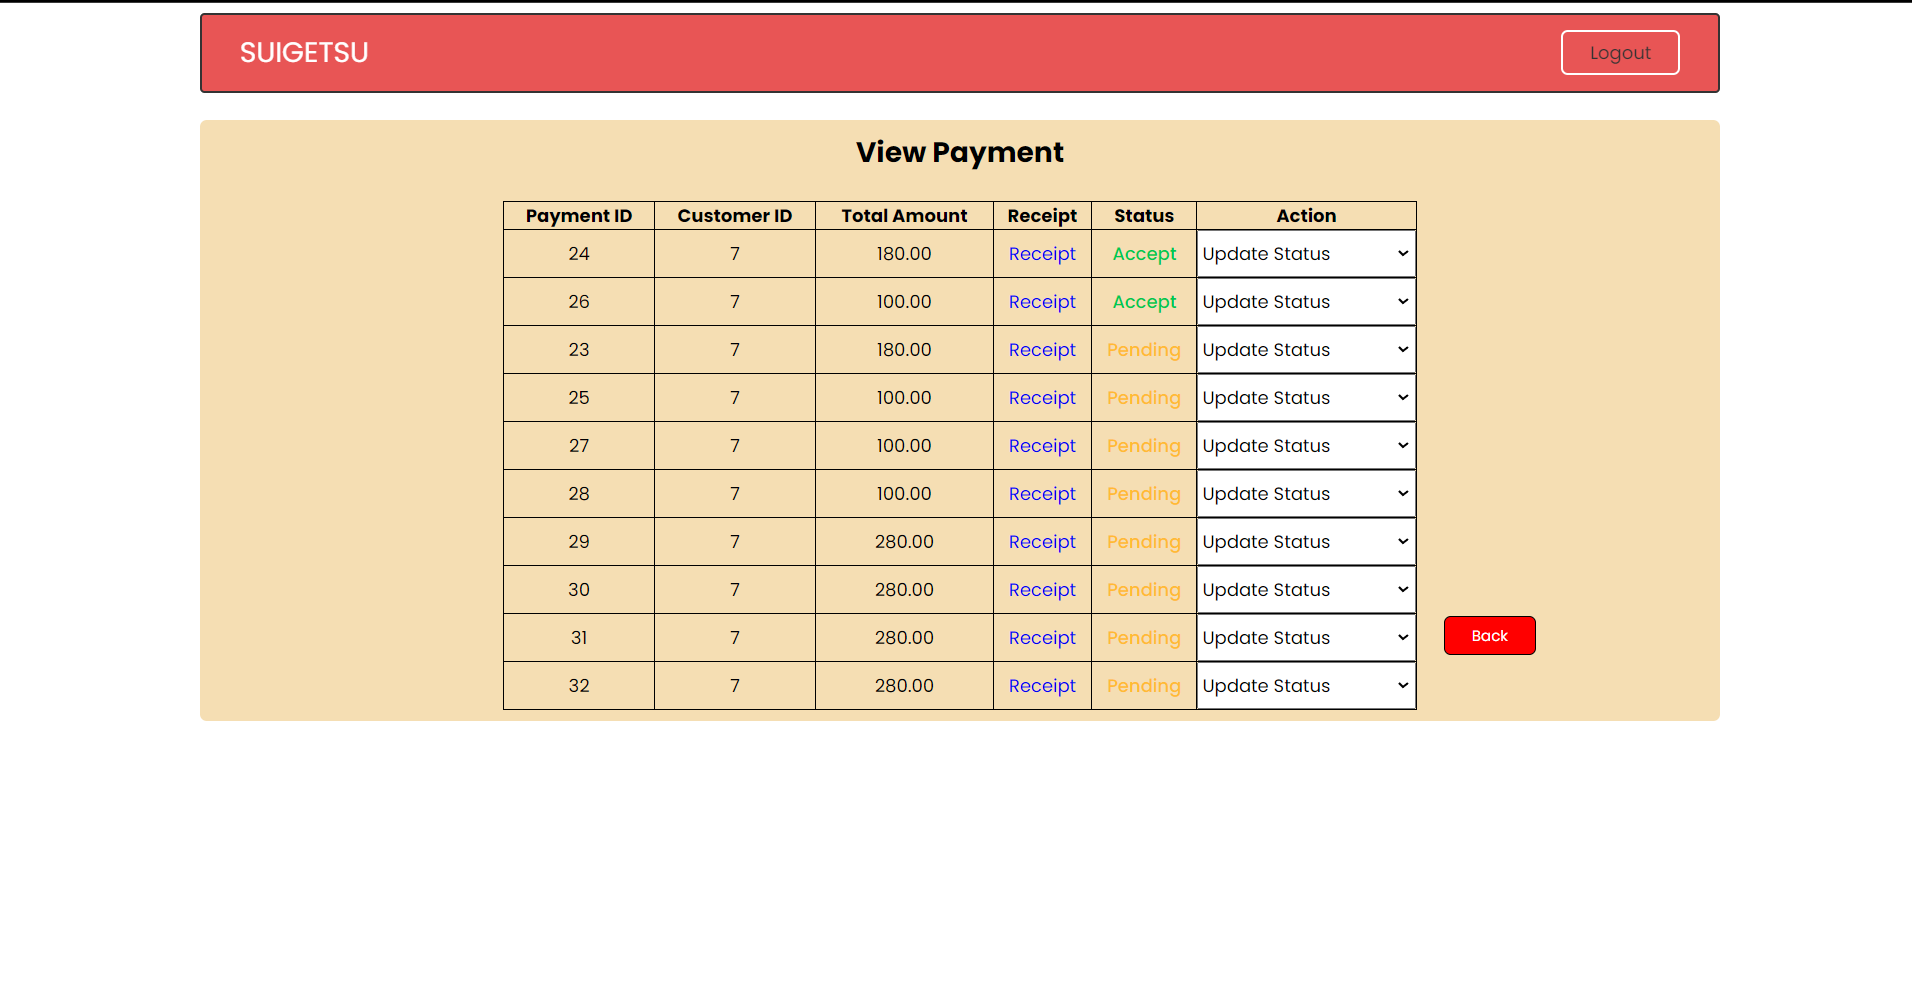 SUIGETSU Logout
View Payment
Payment ID Customer ID Total Amount Receipt Status Action
24 7 180.00 Receipt Accept Update Status
26 7 100.00 Receipt Accept Update Status
23 7 180.00 Receipt Pending Update Status
25 7 100.00 Receipt Pending Update Status
27 7 100.00 Receipt Pending Update Status
28 7 100.00 Receipt Pending Update Status
29 7 280.00 Receipt Pending Update Status
30 7 280.00 Receipt Pending Update Status
31 7 280.00 Receipt Pending Update Status Back
32 7 280.00 Receipt Pending Update Status